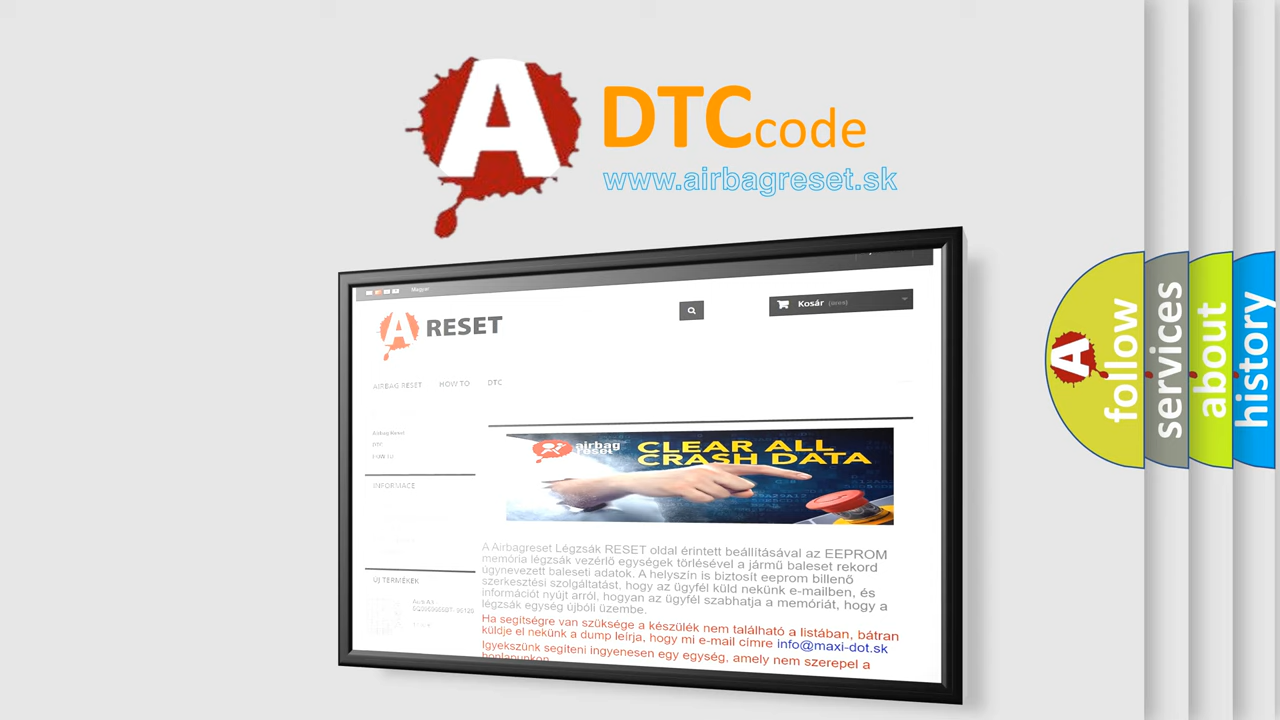 A
DTC code
www.airbagreset.sk
Magyar
Kosár (üres)
A RESET
AIRBAG RESET HOW TO DTC
Airbag Reset
DTC
HOW TO
INFORMACE
ÚJ TERMÉKEK
airbag
reset
CLEAR ALL
CRASH DATA
A Airbagreset Légzsák RESET oldal érintett beállításával az EEPROM
memória légzsák vezérlő egységek törlésével a jármű baleset rekord
úgynevezett baleseti adatok. A helyszín is biztosít eeprom billenő
szerkesztési szolgáltatást, hogy az ügyfél küld nekünk e-mailben, és
információt nyújt arról, hogyan az ügyfél szabhatja a memóriát, hogy a
légzsák egység újbóli üzembe.
Ha segítségre van szüksége a készülék nem található a listában, bátran
küldje el nekünk a dump leírja, hogy mi e-mail címre info@maxi-dot.sk
Igyekszünk segíteni ingyenesen egy egység, amely nem szerepel a
honlapunkon
A
follow
services
about
history